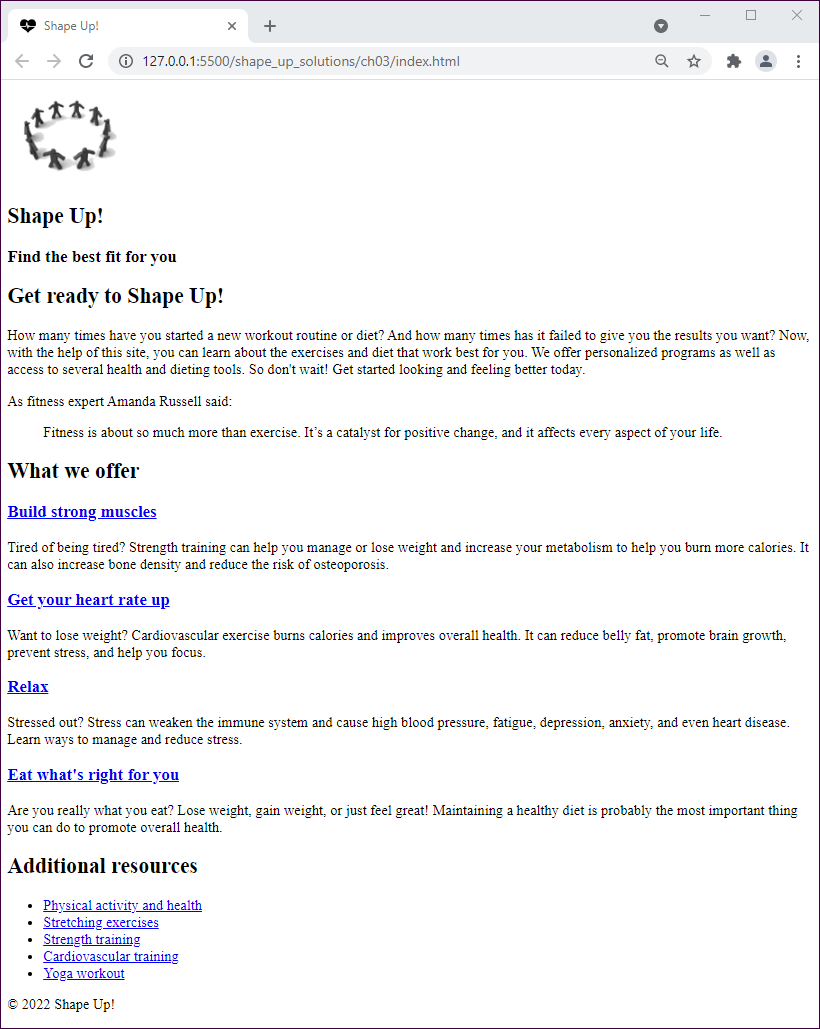 Shape Up!
127.0.0.1:5500/shape_up_solutions/ch03/index.html
Shape Up!
Find the best fit for you
Get ready to Shape Up!
How many times have you started a new workout routine or diet? And how many times has it failed to give you the results you want? Now,
with the help of this site, you can learn about the exercises and diet that work best for you. We offer personalized programs as well as
access to several health and dieting tools. So don't wait! Get started looking and feeling better today.
As fitness expert Amanda Russell said:
Fitness is about so much more than exercise. It’s a catalyst for positive change, and it affects every aspect of your life.
What we offer
Build strong muscles
Tired of being tired? Strength training can help you manage or lose weight and increase your metabolism to help you burn more calories. It
can also increase bone density and reduce the risk of osteoporosis.
Get your heart rate up
Want to lose weight? Cardiovascular exercise burns calories and improves overall health. It can reduce belly fat, promote brain growth,
prevent stress, and help you focus.
Relax
Stressed out? Stress can weaken the immune system and cause high blood pressure, fatigue, depression, anxiety, and even heart disease.
Learn ways to manage and reduce stress.
Eat what's right for you
Are you really what you eat? Lose weight, gain weight, or just feel great! Maintaining a healthy diet is probably the most important thing
you can do to promote overall health.
Additional resources
Physical activity and health
Stretching exercises
Strength training
Cardiovascular training
Yoga workout
© 2022 Shape Up!